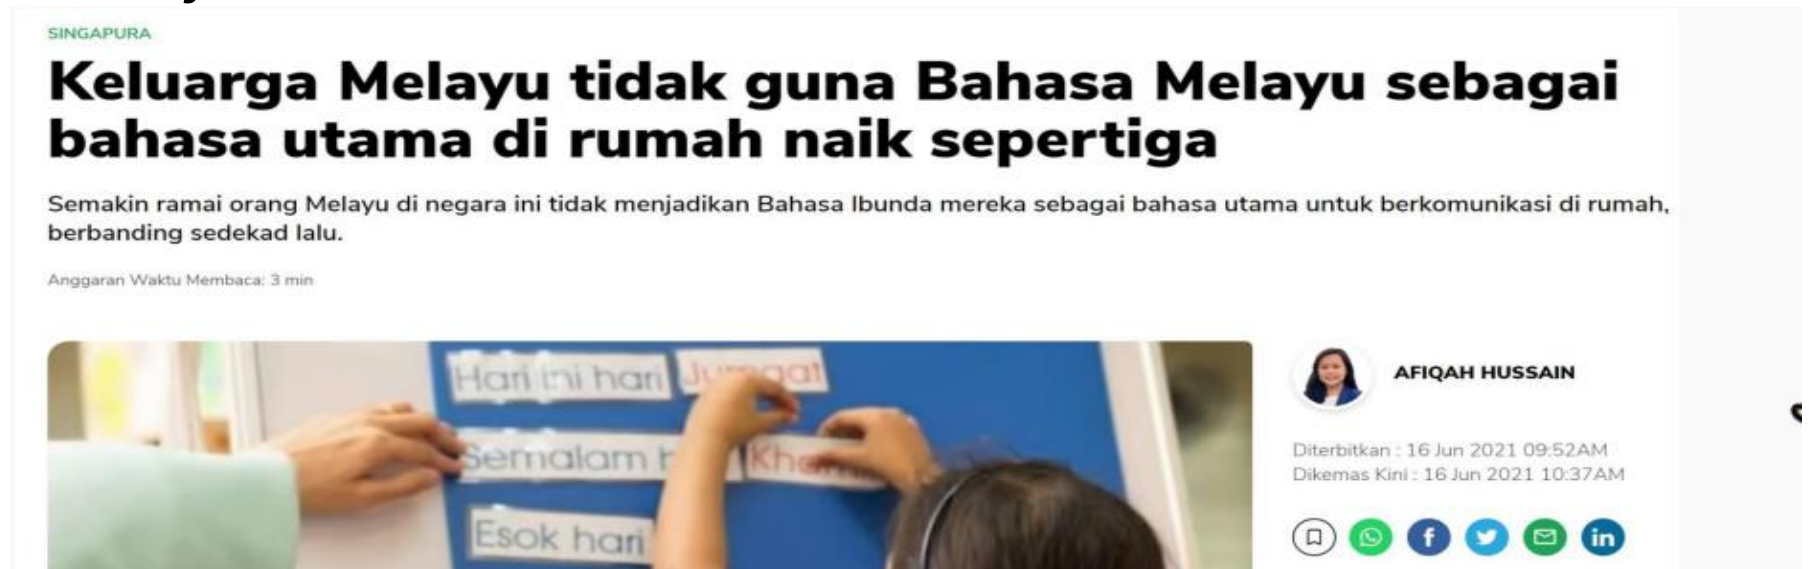 SINGAPURA
Keluarga Melayu tidak guna Bahasa Melayu sebagai
bahasa utama di rumah naik sepertiga
Semakin ramai orang Melayu di negara ini tidak menjadikan Bahasa Ibunda mereka sebagai bahasa utama untuk berkomunikasi di rumah,
berbanding sedekad lalu.
Anggaran Waktu Membaca: 3 min
Hari ini hari
Semalam
Esok hari
AFIQAH HUSSAIN
Diterbitkan : 16 Jun 2021 09:52AM
Dikemas Kini : 16 Jun 2021 10:37AM